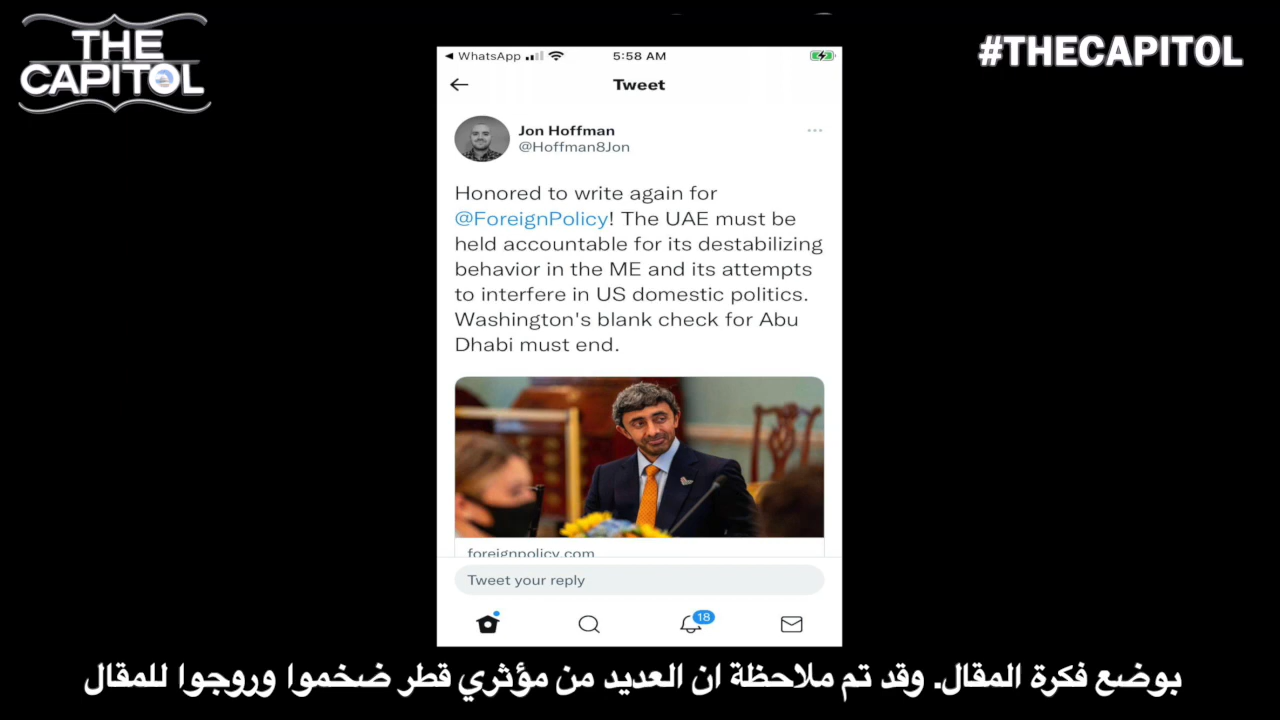 THE
CAPITOL
#THECAPITOL
WhatsApp
5:58 AM
Tweet
Jon Hoffman
@Hoffman8Jon
Honored to write again for
@ForeignPolicy! The UAE must be
held accountable for its destabilizing
behavior in the ME and its attempts
to interfere in US domestic politics.
Washington's blank check for Abu
Dhabi must end.
foreignpolicy.com
Tweet your reply
18
بوضع فكرة المقال. وقد تم ملاحظة ان العديد من مؤثري قطر ضخموا وروجوا للمقال